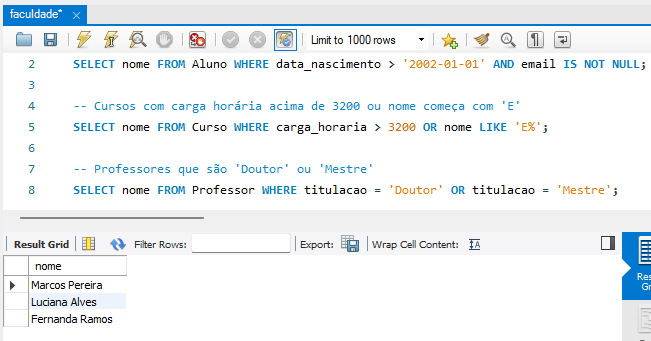 faculdade*
Limit to 1000 rows
2 SELECT nome FROM Aluno WHERE data_nascimento > '2002-01-01' AND email IS NOT NULL;
3
4 -- Cursos com carga horária acima de 3200 ou nome começa com 'E'
5 SELECT nome FROM Curso WHERE carga_horaria > 3200 OR nome LIKE 'E%';
6
7 -- Professores que são 'Doutor' ou 'Mestre'
8 SELECT nome FROM Professor WHERE titulacao = 'Doutor' OR titulacao = 'Mestre';
Result Grid Filter Rows: Export: Wrap Cell Content:
nome
Marcos Pereira
Luciana Alves
Fernanda Ramos